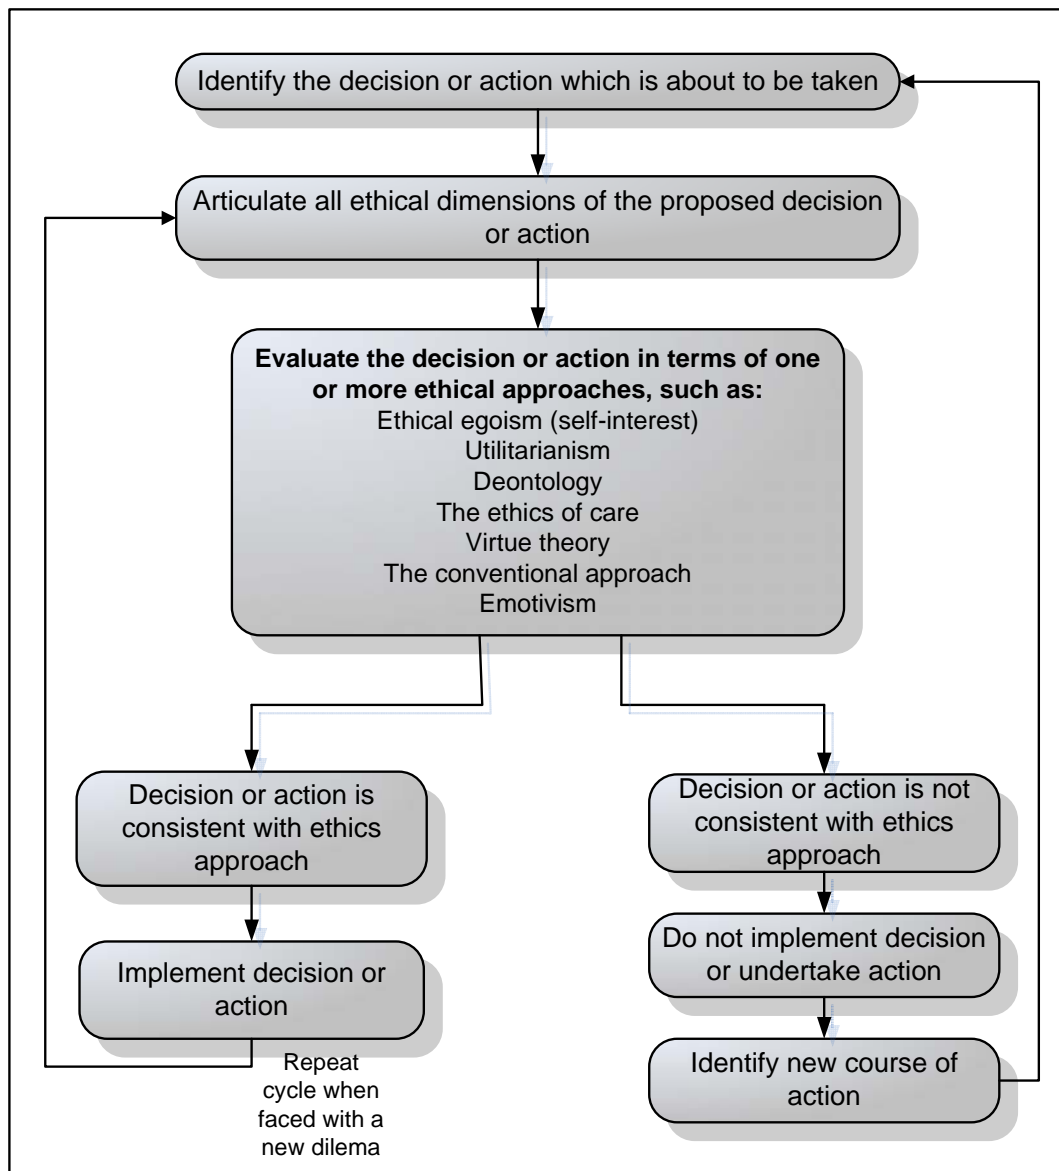 Identify the decision or action which is about to be taken
Articulate all ethical dimensions of the proposed decision
or action
Evaluate the decision or action in terms of one
or more ethical approaches, such as:
Ethical egoism (self-interest)
Utilitarianism
Deontology
The ethics of care
Virtue theory
The conventional approach
Emotivism
Decision or action is
consistent with ethics
approach
Implement decision or
action
Repeat
cycle when
faced with a
new dilema
Decision or action is not
consistent with ethics
approach
Do not implement decision
or undertake action
Identify new course of
action